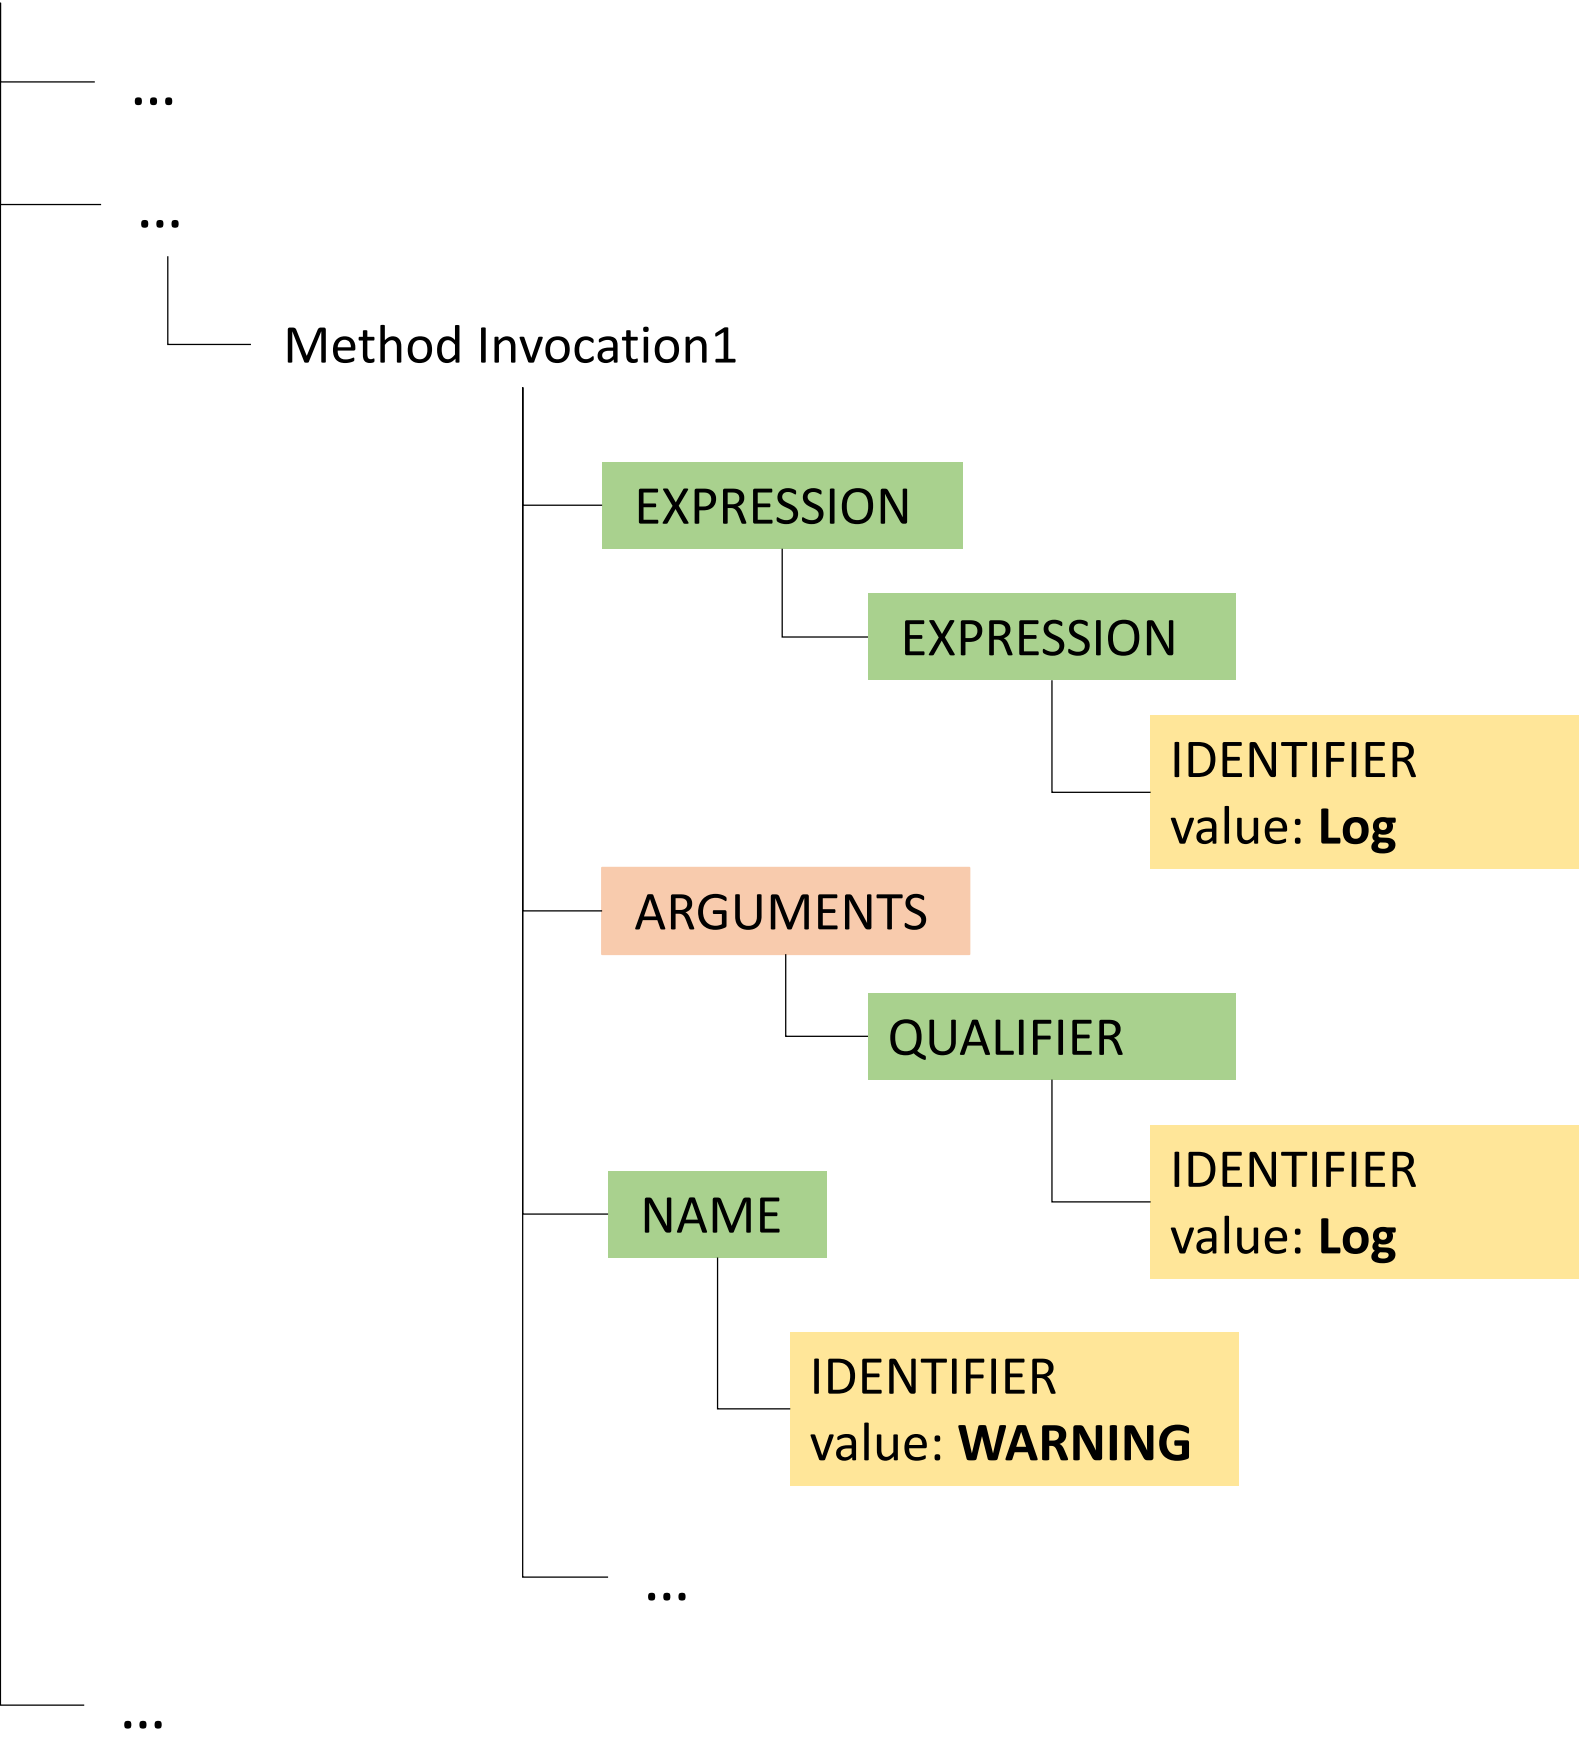 ...
...
Method Invocation1
EXPRESSION
EXPRESSION
IDENTIFIER
value: Log
ARGUMENTS
QUALIFIER
IDENTIFIER
value: Log
NAME
IDENTIFIER
value: WARNING
...
...